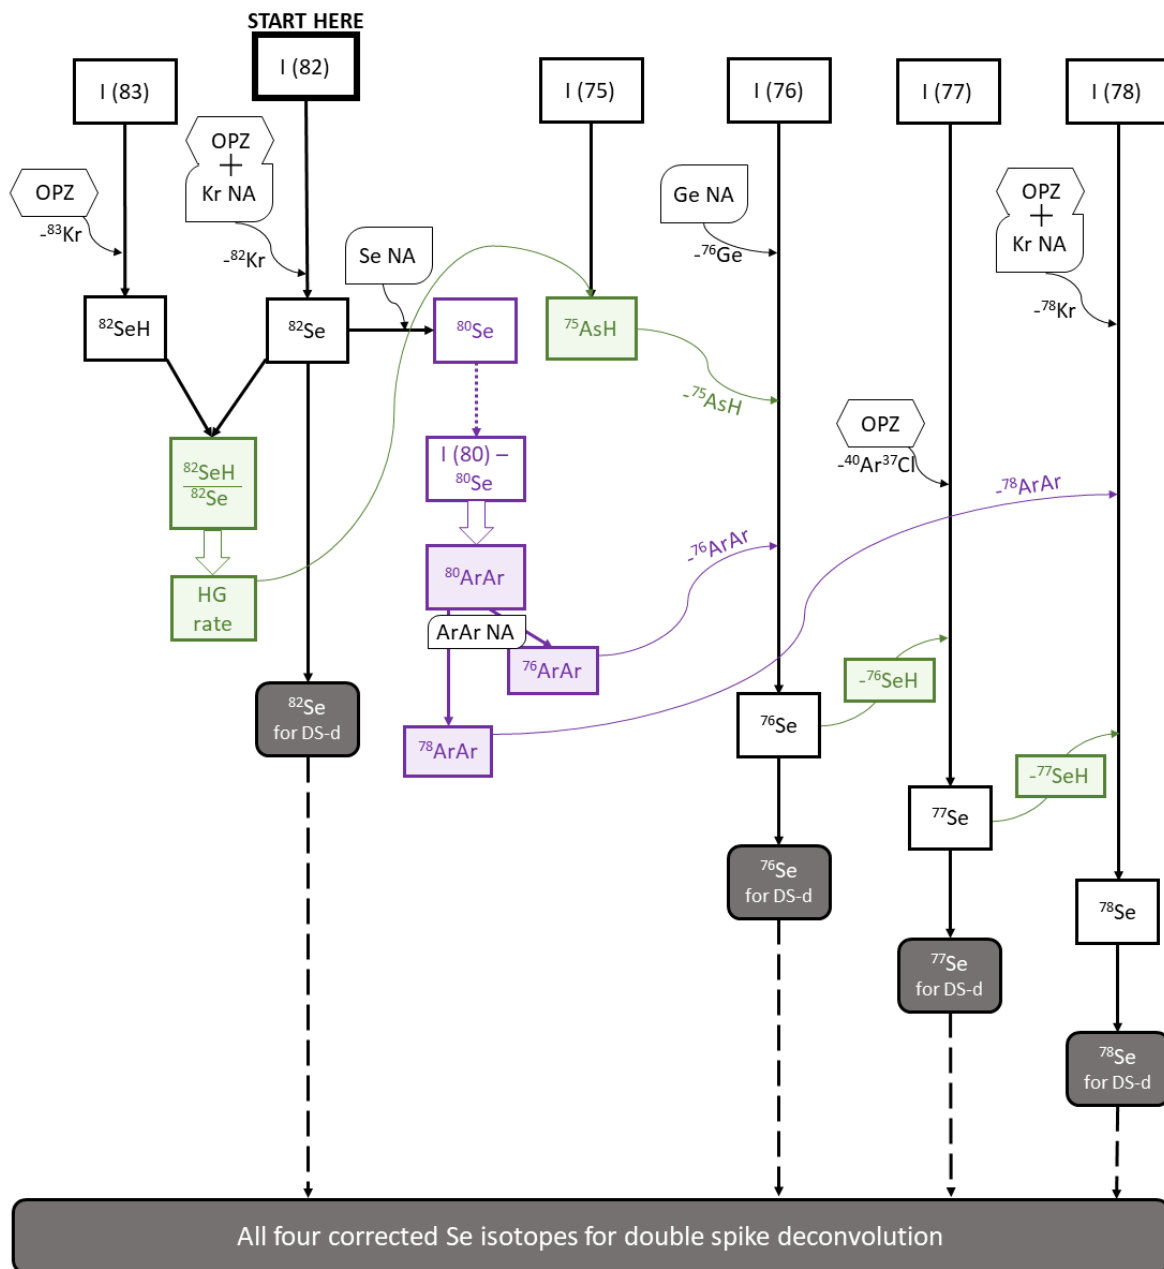 START HERE
I (83)
I (82)
I (75)
I (76)
I (77)
I (78)
OPZ
-⁸³Kr
OPZ
+
Kr NA
-⁸²Kr
Se NA
Ge NA
-⁷⁶Ge
OPZ
+
Kr NA
-⁷⁸Kr
⁸²SeH
⁸²Se
⁸⁰Se
⁷⁵AsH
-⁷⁵AsH
OPZ
-⁴⁰Ar³⁷Cl
⁸²SeH
⁸²Se
I (80) –
⁸⁰Se
-⁷⁸ArAr
-⁷⁶ArAr
HG
rate
⁸⁰ArAr
ArAr NA
⁷⁶ArAr
⁷⁸ArAr
-⁷⁶SeH
⁸²Se
for DS-d
⁷⁶Se
-⁷⁷SeH
⁷⁷Se
⁷⁶Se
for DS-d
⁷⁸Se
⁷⁷Se
for DS-d
⁷⁸Se
for DS-d
All four corrected Se isotopes for double spike deconvolution